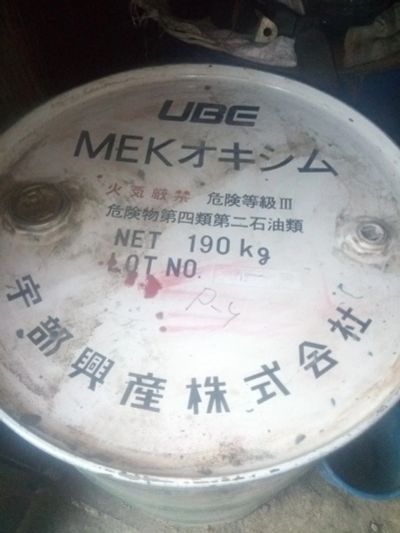 UBE
MEKオキシム
火気厳禁 危険等級Ⅲ
危険物第四類第二石油類
NET 190kg
LOT NO.
P-4
宇部興産株式会社